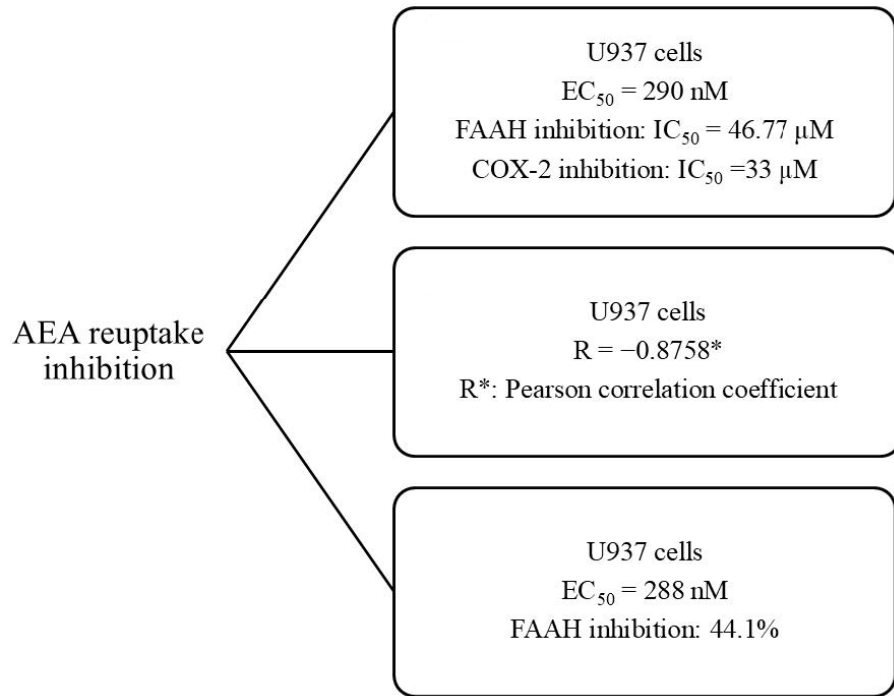 AEA reuptake
inhibition
U937 cells
EC₅₀ = 290 nM
FAAH inhibition: IC₅₀ = 46.77 μM
COX-2 inhibition: IC₅₀ =33 μM
U937 cells
R = −0.8758*
R*: Pearson correlation coefficient
U937 cells
EC₅₀ = 288 nM
FAAH inhibition: 44.1%